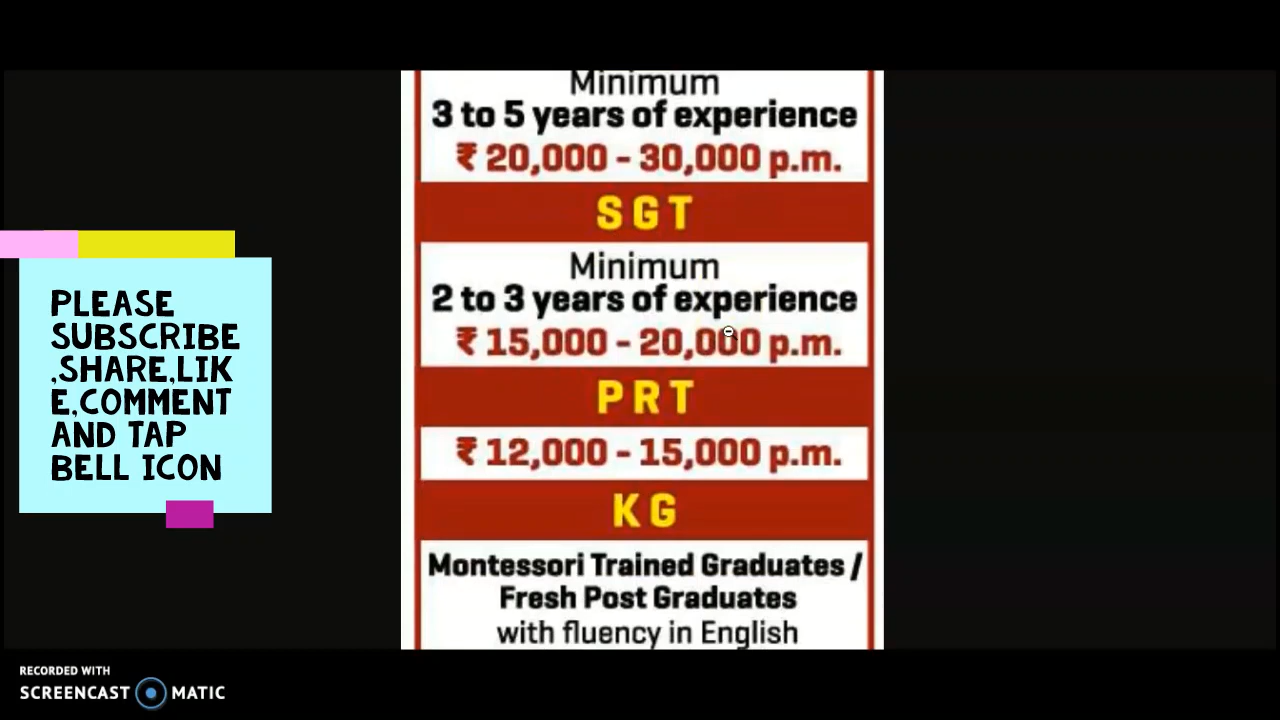 Minimum
3 to 5 years of experience
₹ 20,000 - 30,000 p.m.
SGT
Minimum
2 to 3 years of experience
₹ 15,000 - 20,000 p.m.
PRT
₹ 12,000 - 15,000 p.m.
KG
Montessori Trained Graduates /
Fresh Post Graduates
with fluency in English
PLEASE
SUBSCRIBE
,SHARE,LIK
E,COMMENT
AND TAP
BELL ICON
RECORDED WITH
SCREENCAST MATIC